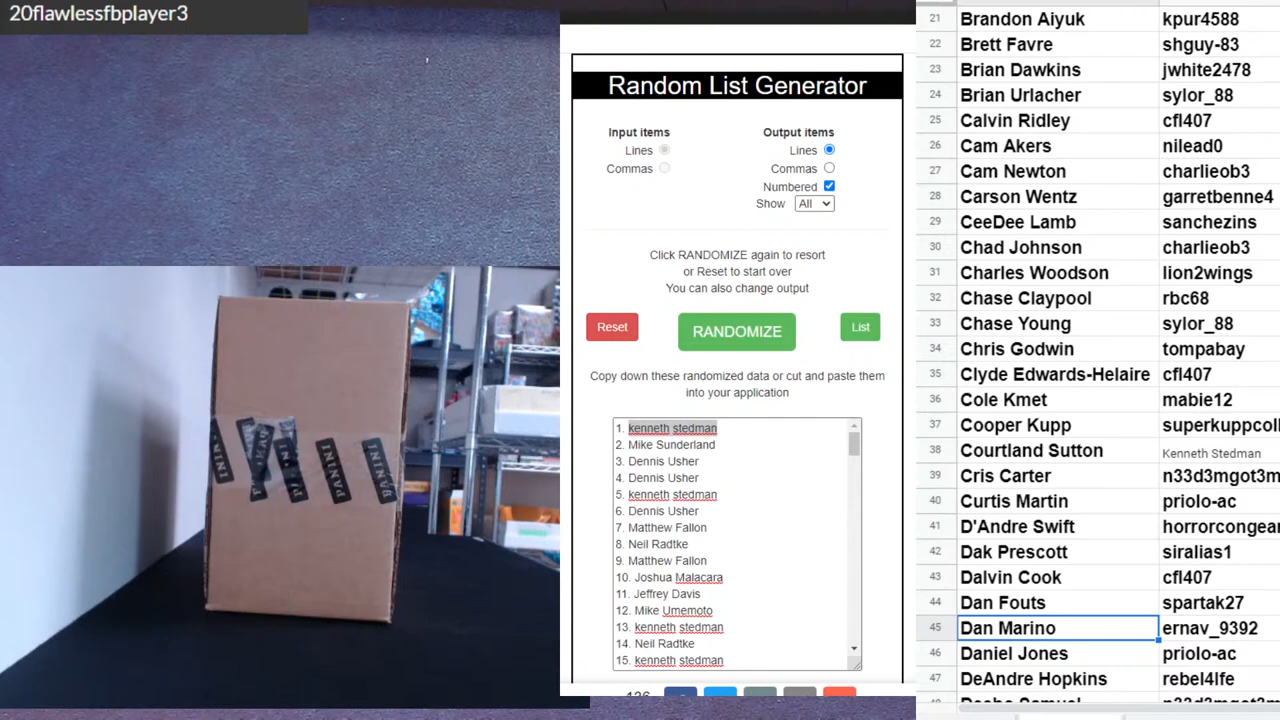 20flawlessfbplayer3
PANINI
PANINI
Random List Generator
Input items
Lines
Commas
Output items
Lines
Commas
Numbered
Show All
Click RANDOMIZE again to resort
or Reset to start over
You can also change output
Reset
RANDOMIZE
List
Copy down these randomized data or cut and paste them
into your application
1. kenneth stedman
2. Mike Sunderland
3. Dennis Usher
4. Dennis Usher
5. kenneth stedman
6. Dennis Usher
7. Matthew Fallon
8. Neil Radtke
9. Matthew Fallon
10. Joshua Malacara
11. Jeffrey Davis
12. Mike Umemoto
13. kenneth stedman
14. Neil Radtke
15. kenneth stedman
21 Brandon Aiyuk kpur4588
22 Brett Favre shguy-83
23 Brian Dawkins jwhite2478
24 Brian Urlacher sylor_88
25 Calvin Ridley cfl407
26 Cam Akers nilead0
27 Cam Newton charlieob3
28 Carson Wentz garretbenne4
29 CeeDee Lamb sanchezins
30 Chad Johnson charlieob3
31 Charles Woodson lion2wings
32 Chase Claypool rbc68
33 Chase Young sylor_88
34 Chris Godwin tompabay
35 Clyde Edwards-Helaire cfl407
36 Cole Kmet mabie12
37 Cooper Kupp superkuppcoll
38 Courtland Sutton Kenneth Stedman
39 Cris Carter n33d3mgot3m
40 Curtis Martin priolo-ac
41 D'Andre Swift horrorcongear
42 Dak Prescott siralias1
43 Dalvin Cook cfl407
44 Dan Fouts spartak27
45 Dan Marino ernav_9392
46 Daniel Jones priolo-ac
47 DeAndre Hopkins rebel4lfe